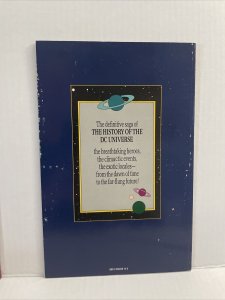 The definitive saga of
THE HISTORY OF THE
DC UNIVERSE
the breathtaking heroes,
the climactic events,
the exotic locales—
from the dawn of time
to the far-flung future!